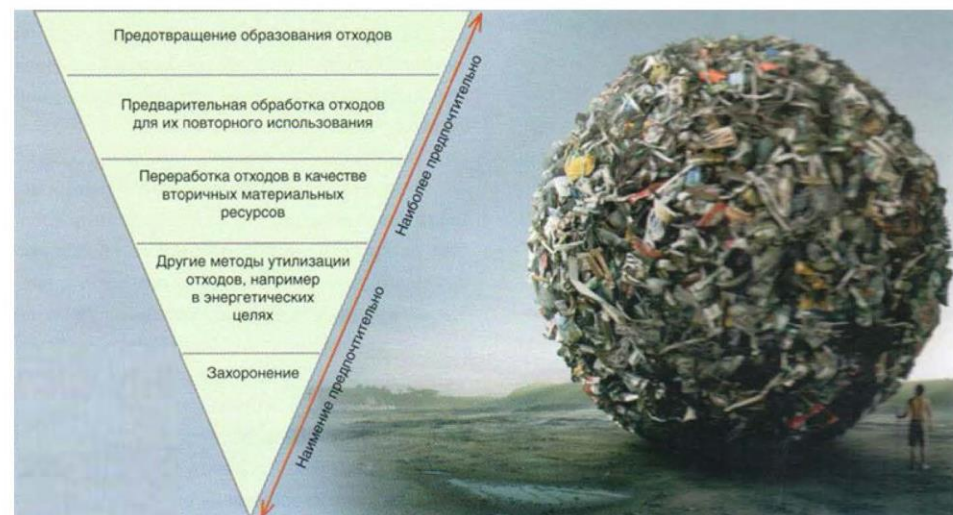 Предотвращение образования отходов
Предварительная обработка отходов
для их повторного использования
Переработка отходов в качестве
вторичных материальных
ресурсов
Другие методы утилизации
отходов, например
в энергетических
целях
Захоронение
Наиболее предпочтительно
Наимение предпочтительно